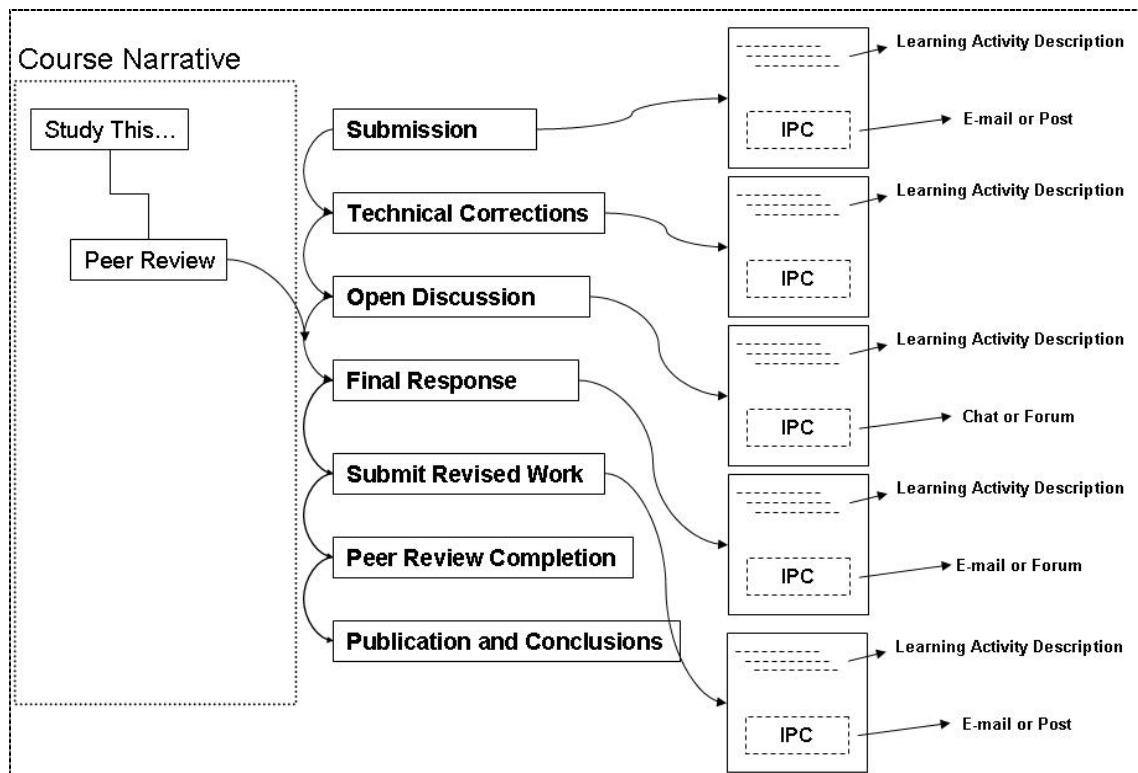 Course Narrative
Study This...
Peer Review
Submission
Technical Corrections
Open Discussion
Final Response
Submit Revised Work
Peer Review Completion
Publication and Conclusions
Learning Activity Description
IPC
E-mail or Post
Learning Activity Description
IPC
Learning Activity Description
IPC
Chat or Forum
Learning Activity Description
IPC
E-mail or Forum
Learning Activity Description
IPC
E-mail or Post